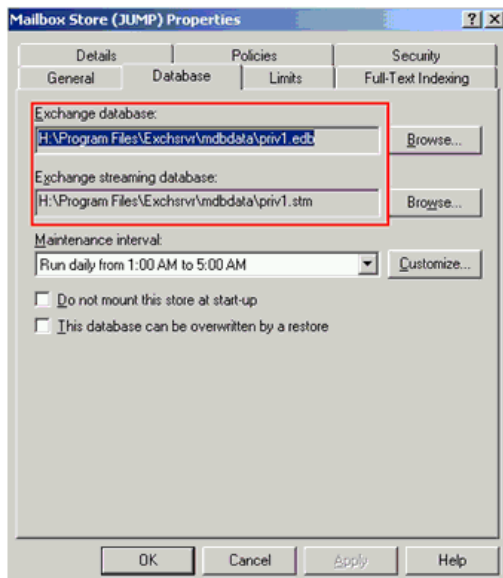 Mailbox Store (JUMP) Properties
Details Policies Security
General Database Limits Full-Text Indexing
Exchange database:
H:\Program Files\Exchsrvr\mdbdata\priv1.edb Browse...
Exchange streaming database:
H:\Program Files\Exchsrvr\mdbdata\priv1.stm Browse...
Maintenance interval:
Run daily from 1:00 AM to 5:00 AM Customize...
Do not mount this store at start-up
This database can be overwritten by a restore
OK Cancel Apply Help